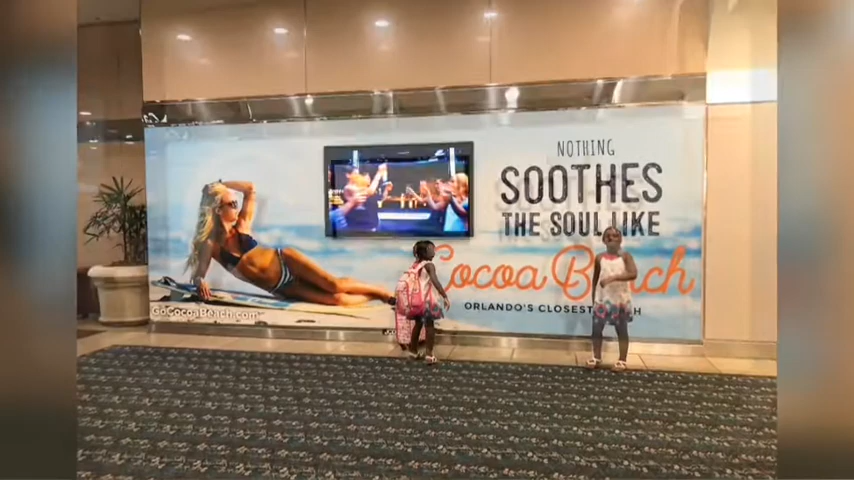 NOTHING
SOOTHES
THE SOUL LIKE
Cocoa Beach
ORLANDO'S CLOSEST
GoCocoaBeach.com